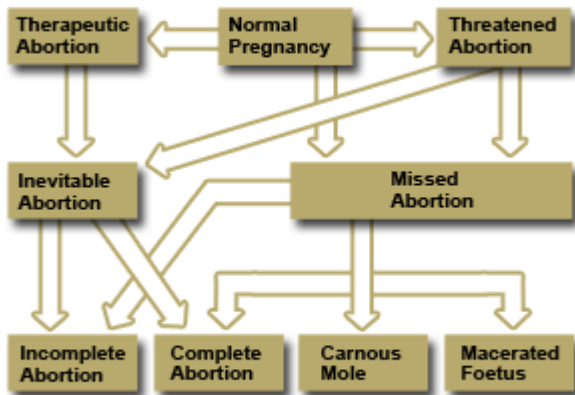 Therapeutic
Abortion
Normal
Pregnancy
Threatened
Abortion
Inevitable
Abortion
Missed
Abortion
Incomplete
Abortion
Complete
Abortion
Carnous
Mole
Macerated
Foetus